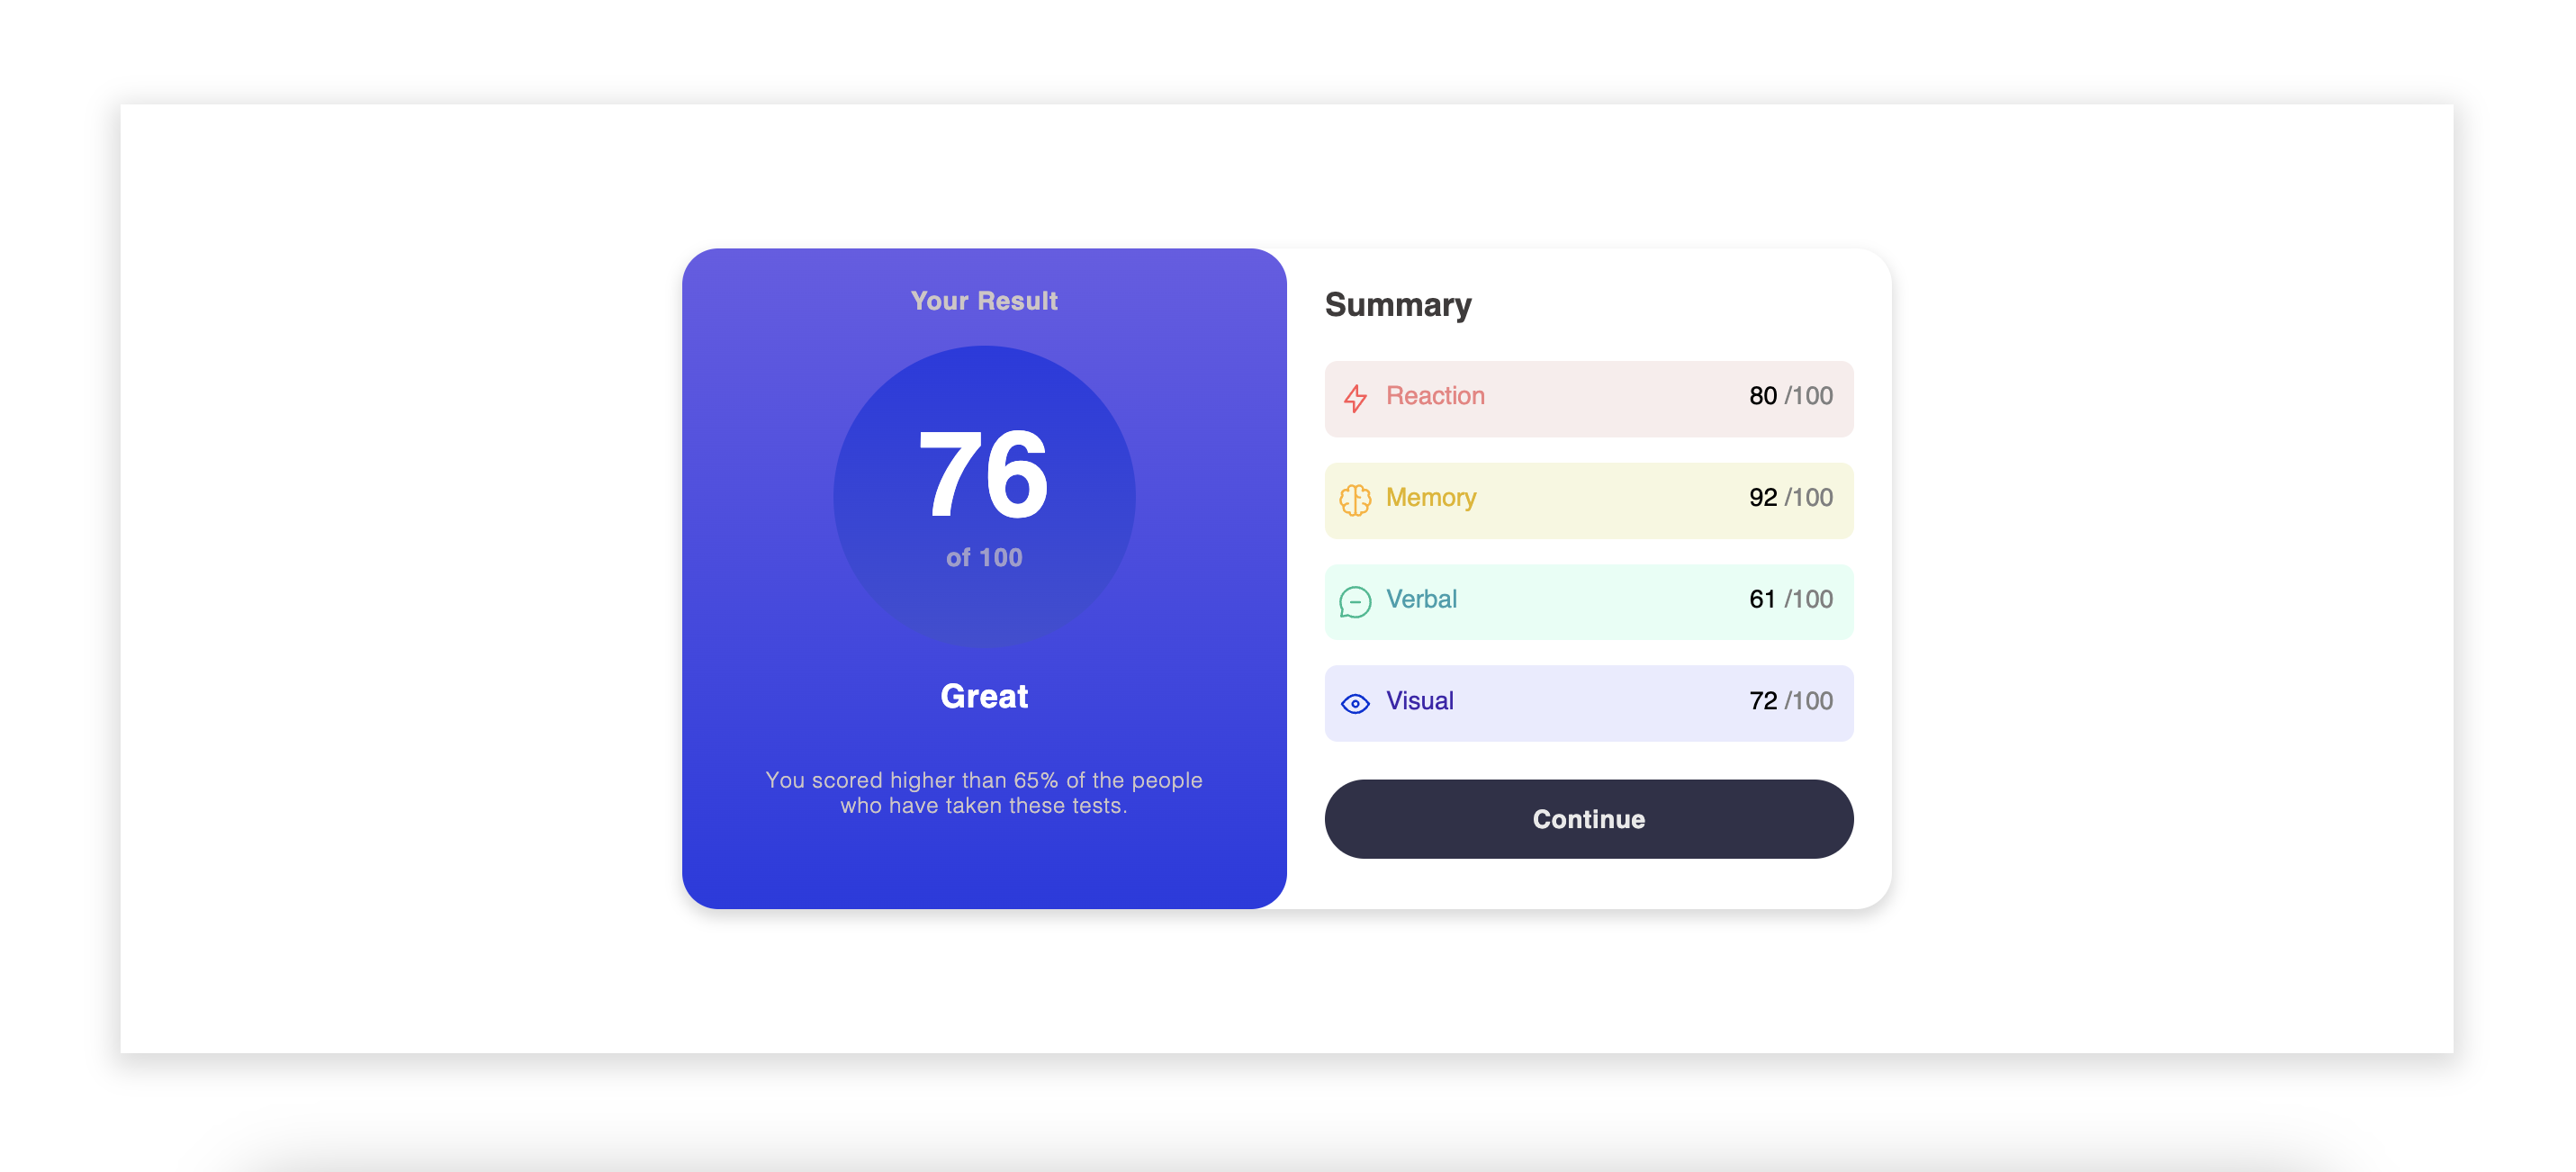 Your Result
76
of 100
Great
You scored higher than 65% of the people
who have taken these tests.
Summary
Reaction 80 /100
Memory 92 /100
Verbal 61 /100
Visual 72 /100
Continue